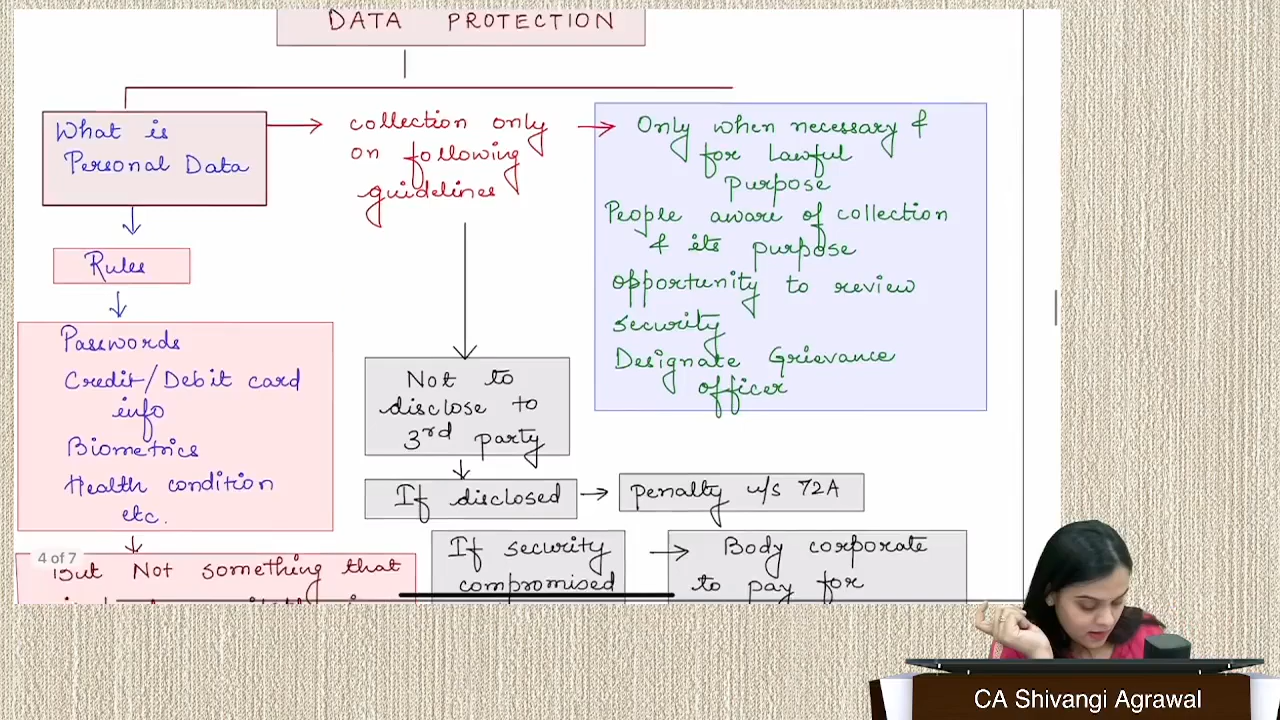 DATA PROTECTION
What is
Personal Data
collection only
on following
guidelines
Only when necessary &
for Lawful
purpose
People aware of collection
& its purpose
opportunity to review
security
Designate Grievance
officer
Rules
Passwords
Credit/Debit card
info
Biometrics
Health condition
etc.
Not to
disclose to
3rd party
If disclosed
penalty u/s 72A
If security
compromised
Body corporate
to pay for
4 of 7
But Not something that
CA Shivangi Agrawal